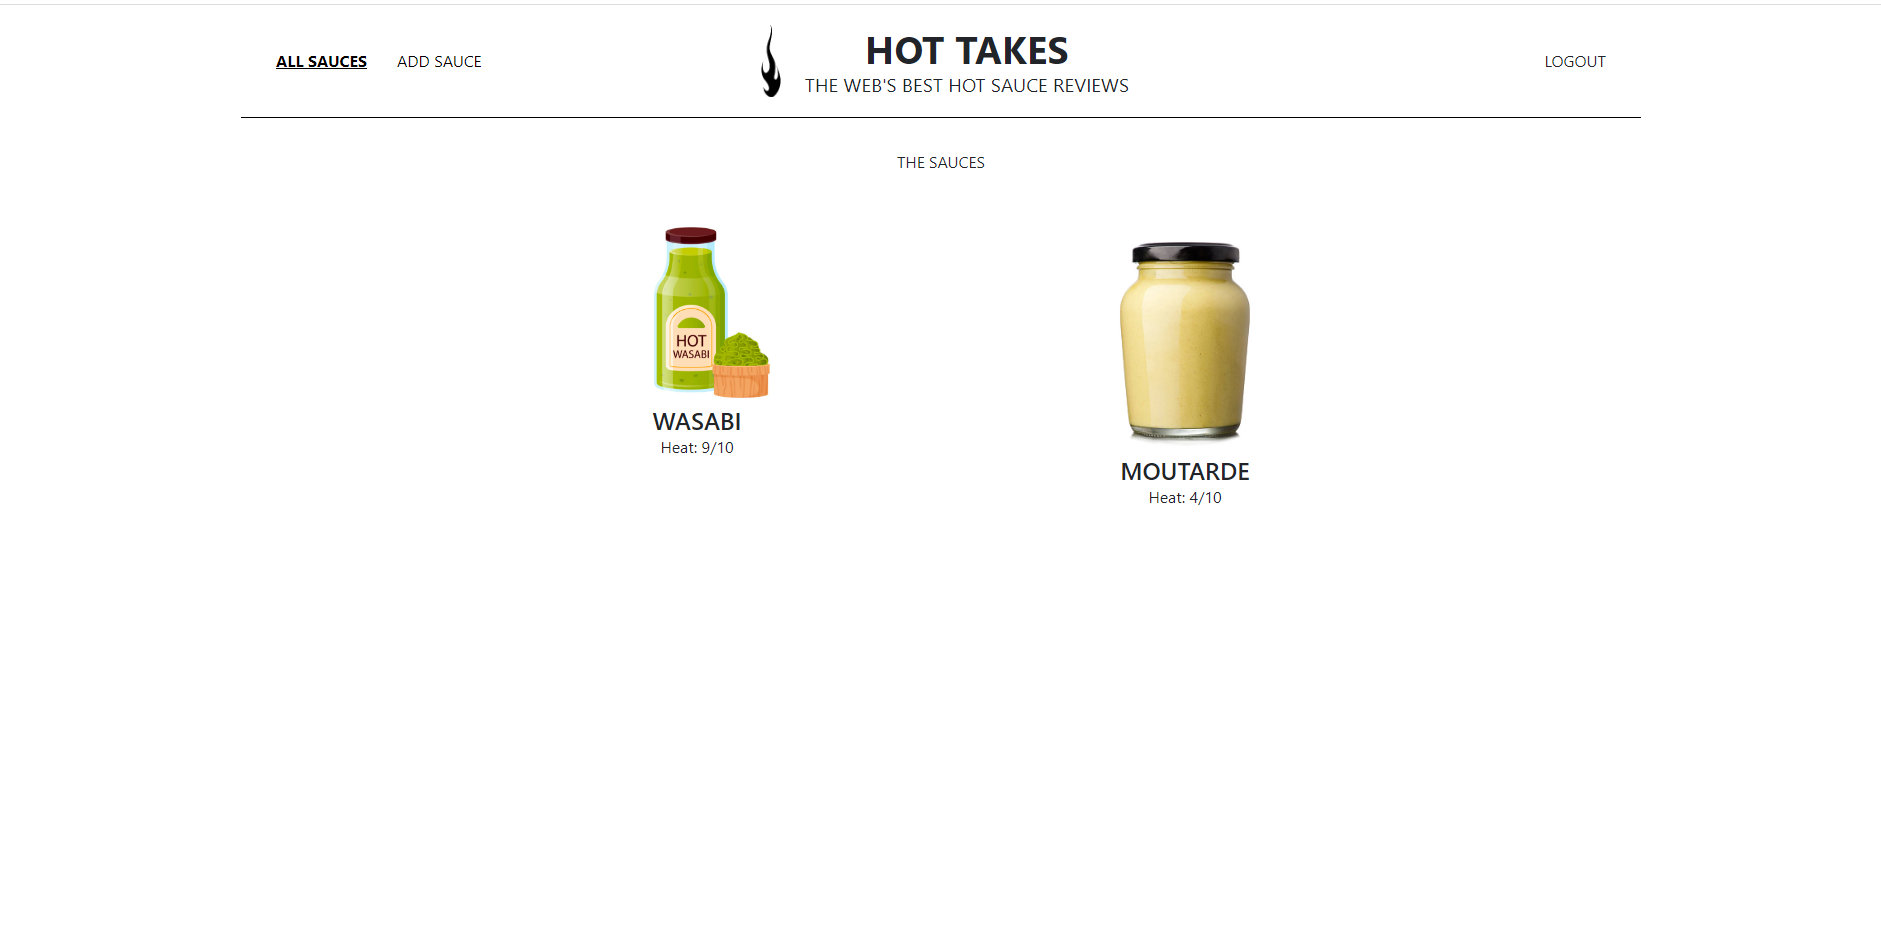 ALL SAUCES
ADD SAUCE
HOT TAKES
THE WEB'S BEST HOT SAUCE REVIEWS
LOGOUT
THE SAUCES
HOT
WASABI
WASABI
Heat: 9/10
MOUTARDE
Heat: 4/10